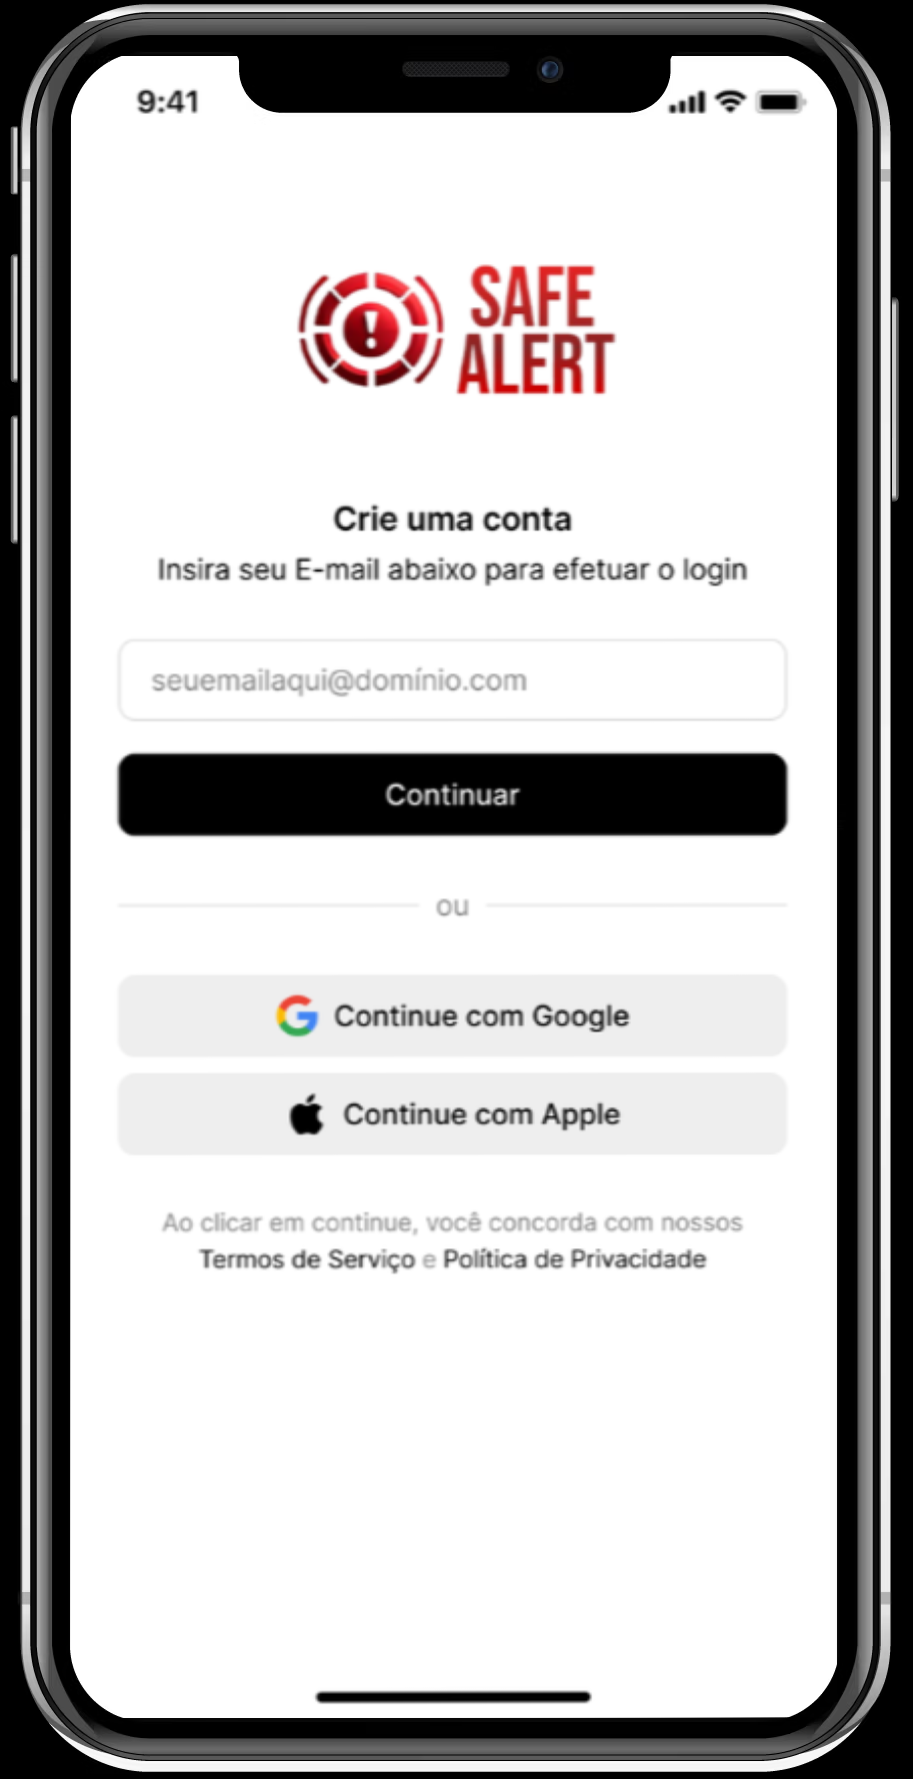 9:41
SAFE
ALERT
Crie uma conta
Insira seu E-mail abaixo para efetuar o login
seuemailaqui@domínio.com
Continuar
ou
Continue com Google
Continue com Apple
Ao clicar em continue, você concorda com nossos
Termos de Serviço e Política de Privacidade